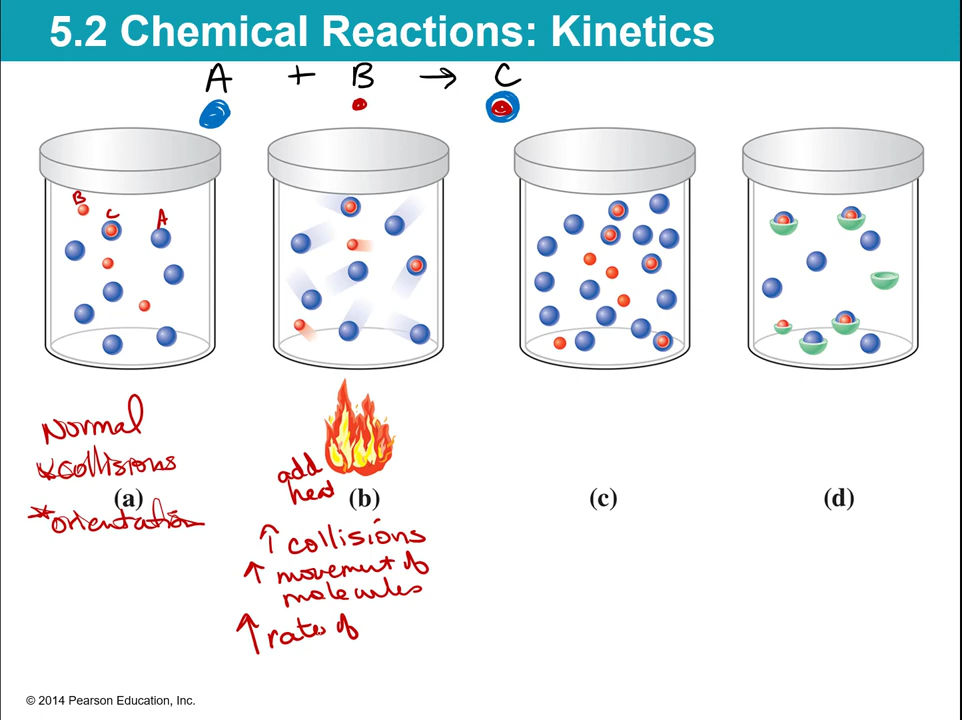 5.2 Chemical Reactions: Kinetics
A + B → C
B
C
A
Normal
*collisions
(a)
*orientation
add
heat
(b)
(c)
(d)
↑ collisions
↑ movement of
molecules
↑ rate of
© 2014 Pearson Education, Inc.